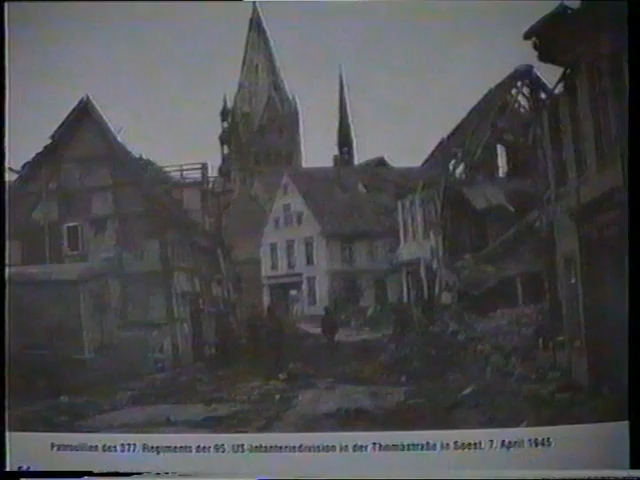 Patrouillen des 377. Regiments der 95. US-Infanteriedivision in der Thomästraße in Soest, 7. April 1945